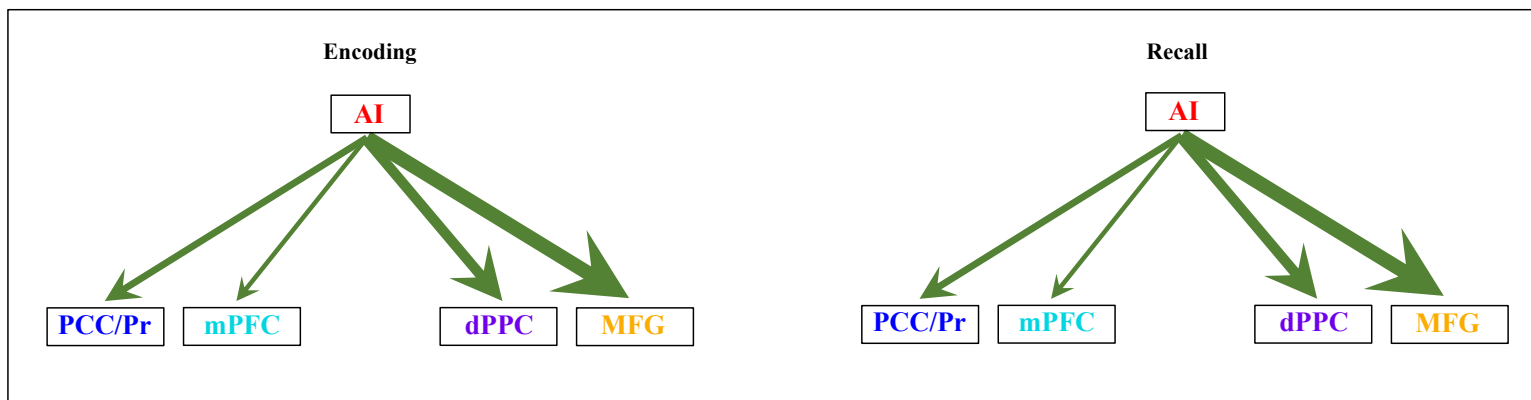 Encoding
AI
PCC/Pr mPFC dPPC MFG
Recall
AI
PCC/Pr mPFC dPPC MFG